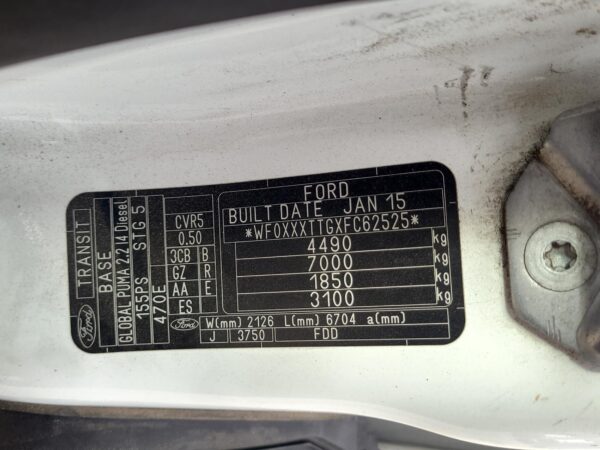 TRANSIT
BASE
GLOBAL PUMA 2.2 I4 Diesel
155PS STG 5
470E
Ford
CVR5
0.50
3CB B
GZ R
AA E
ES
Ford
FORD
BUILT DATE JAN 15
*WF0XXXTTGXFC62525*
4490 kg
7000 kg
1850 kg
3100 kg
W(mm) 2126 L(mm) 6704 a(mm)
J 3750 FDD